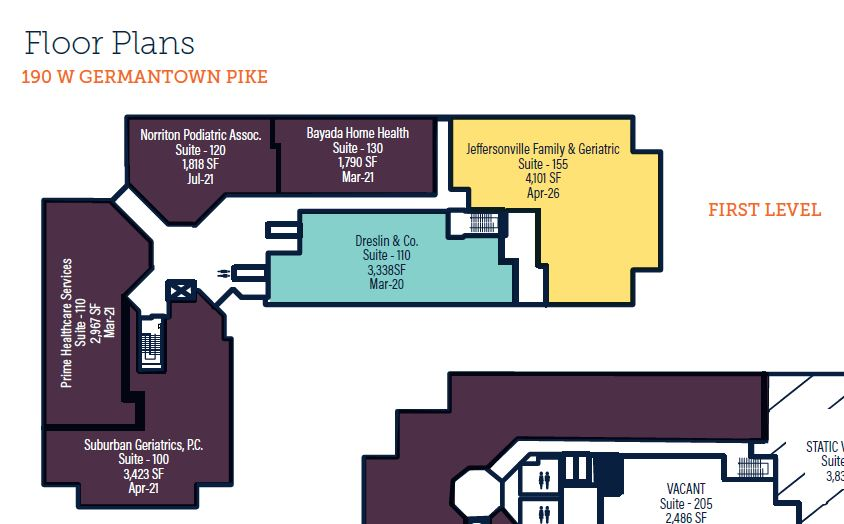 Floor Plans
190 W GERMANTOWN PIKE
Norriton Podiatric Assoc.
Suite - 120
1,818 SF
Jul-21
Bayada Home Health
Suite - 130
1,790 SF
Mar-21
Jeffersonville Family & Geriatric
Suite - 155
4,101 SF
Apr-26
FIRST LEVEL
Dreslin & Co.
Suite - 110
3,338SF
Mar-20
Prime Healthcare Services
Suite - 110
2,967 SF
Mar-21
Suburban Geriatrics, P.C.
Suite - 100
3,423 SF
Apr-21
STATIC
Suite
VACANT
Suite - 205
2,486 SF